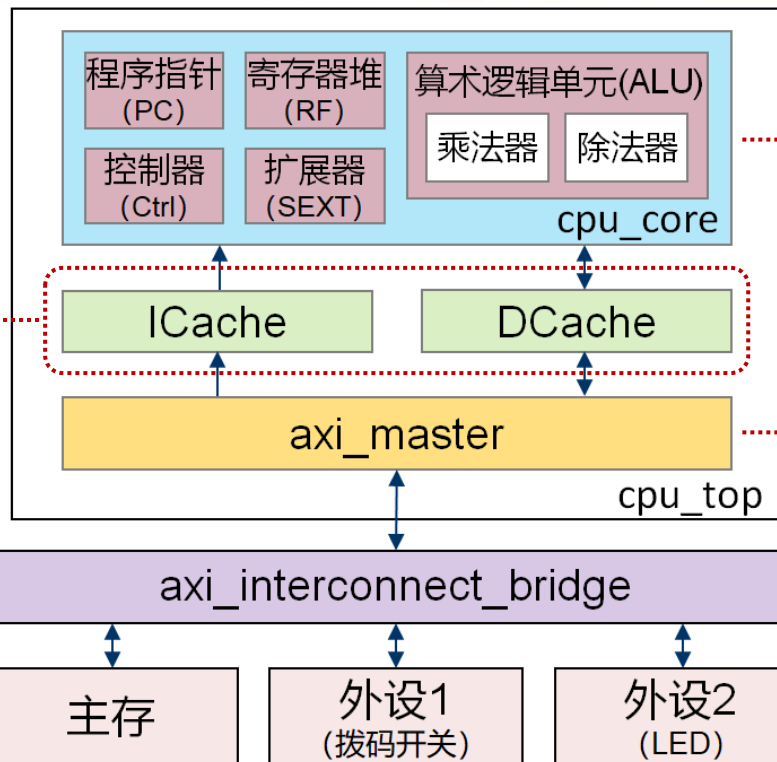 程序指针
(PC)
寄存器堆
(RF)
算术逻辑单元(ALU)
乘法器
除法器
控制器
(Ctrl)
扩展器
(SEXT)
cpu_core
ICache
DCache
axi_master
cpu_top
axi_interconnect_bridge
主存
外设1
(拨码开关)
外设2
(LED)